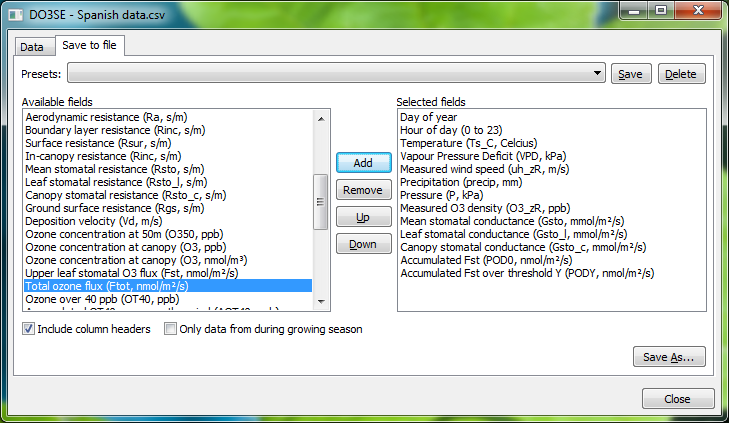 DO3SE - Spanish data.csv
Data
Save to file
Presets:
Save
Delete
Available fields
Aerodynamic resistance (Ra, s/m)
Boundary layer resistance (Rinc, s/m)
Surface resistance (Rsur, s/m)
In-canopy resistance (Rinc, s/m)
Mean stomatal resistance (Rsto, s/m)
Leaf stomatal resistance (Rsto_l, s/m)
Canopy stomatal resistance (Rsto_c, s/m)
Ground surface resistance (Rgs, s/m)
Deposition velocity (Vd, m/s)
Ozone concentration at 50m (O350, ppb)
Ozone concentration at canopy (O3, ppb)
Ozone concentration at canopy (O3, nmol/m³)
Upper leaf stomatal O3 flux (Fst, nmol/m²/s)
Total ozone flux (Ftot, nmol/m²/s)
Ozone over 40 ppb (OT40, ppb)
Add
Remove
Up
Down
Selected fields
Day of year
Hour of day (0 to 23)
Temperature (Ts_C, Celcius)
Vapour Pressure Deficit (VPD, kPa)
Measured wind speed (uh_zR, m/s)
Precipitation (precip, mm)
Pressure (P, kPa)
Measured O3 density (O3_zR, ppb)
Mean stomatal conductance (Gsto, mmol/m²/s)
Leaf stomatal conductance (Gsto_l, mmol/m²/s)
Canopy stomatal conductance (Gsto_c, mmol/m²/s)
Accumulated Fst (POD0, mmol/m²/s)
Accumulated Fst over threshold Y (PODY, mmol/m²/s)
Include column headers
Only data from during growing season
Save As...
Close